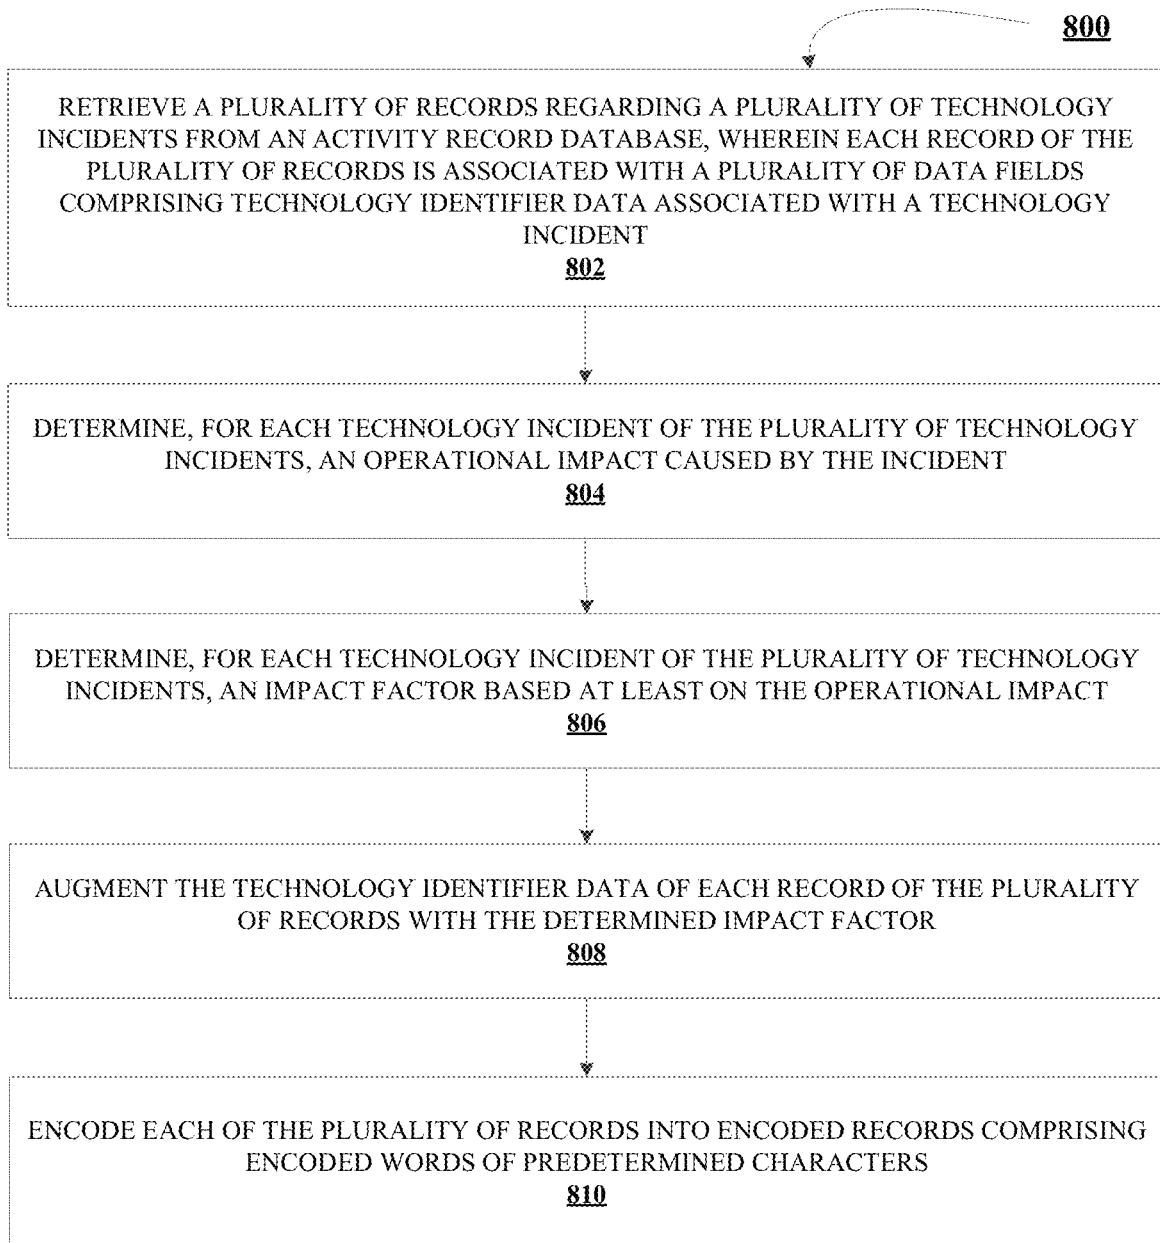 800
RETRIEVE A PLURALITY OF RECORDS REGARDING A PLURALITY OF TECHNOLOGY
INCIDENTS FROM AN ACTIVITY RECORD DATABASE, WHEREIN EACH RECORD OF THE
PLURALITY OF RECORDS IS ASSOCIATED WITH A PLURALITY OF DATA FIELDS
COMPRISING TECHNOLOGY IDENTIFIER DATA ASSOCIATED WITH A TECHNOLOGY
INCIDENT
802
DETERMINE, FOR EACH TECHNOLOGY INCIDENT OF THE PLURALITY OF TECHNOLOGY
INCIDENTS, AN OPERATIONAL IMPACT CAUSED BY THE INCIDENT
804
DETERMINE, FOR EACH TECHNOLOGY INCIDENT OF THE PLURALITY OF TECHNOLOGY
INCIDENTS, AN IMPACT FACTOR BASED AT LEAST ON THE OPERATIONAL IMPACT
806
AUGMENT THE TECHNOLOGY IDENTIFIER DATA OF EACH RECORD OF THE PLURALITY
OF RECORDS WITH THE DETERMINED IMPACT FACTOR
808
ENCODE EACH OF THE PLURALITY OF RECORDS INTO ENCODED RECORDS COMPRISING
ENCODED WORDS OF PREDETERMINED CHARACTERS
810